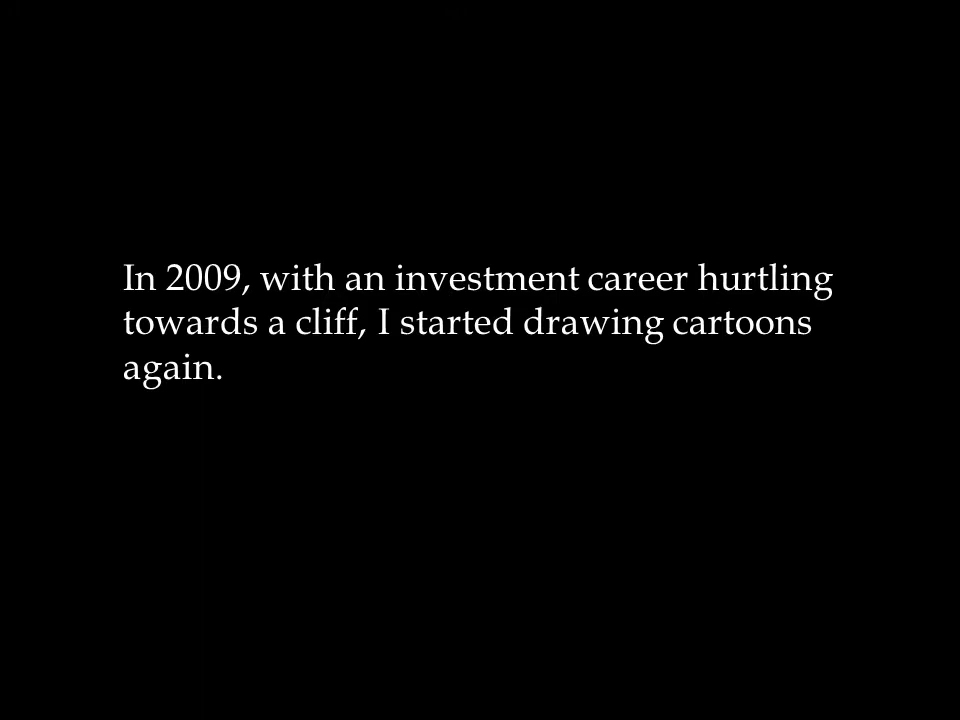 In 2009, with an investment career hurtling
towards a cliff, I started drawing cartoons
again.